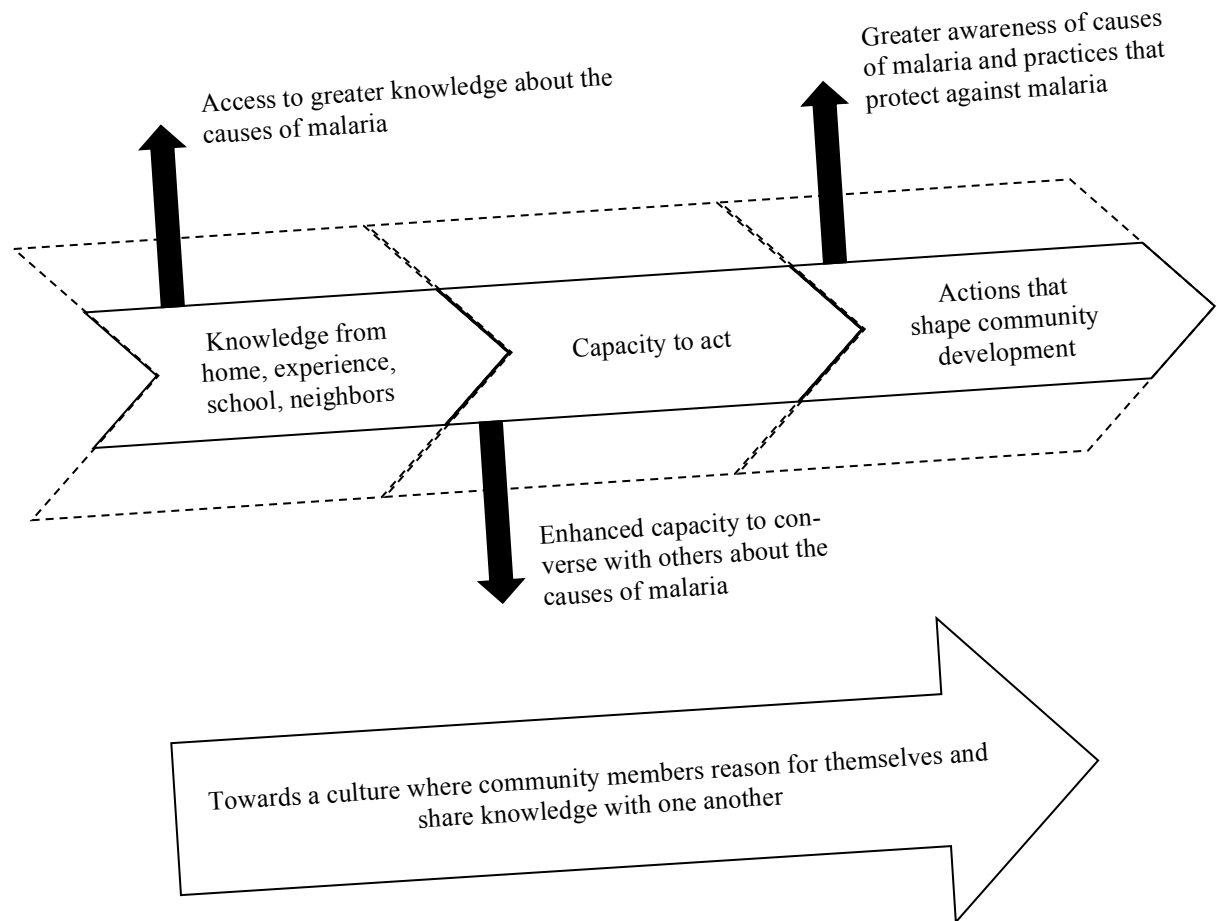 Greater awareness of causes
of malaria and practices that
protect against malaria
Access to greater knowledge about the
causes of malaria
Knowledge from
home, experience,
school, neighbors
Capacity to act
Actions that
shape community
development
Enhanced capacity to con-
verse with others about the
causes of malaria
Towards a culture where community members reason for themselves and
share knowledge with one another